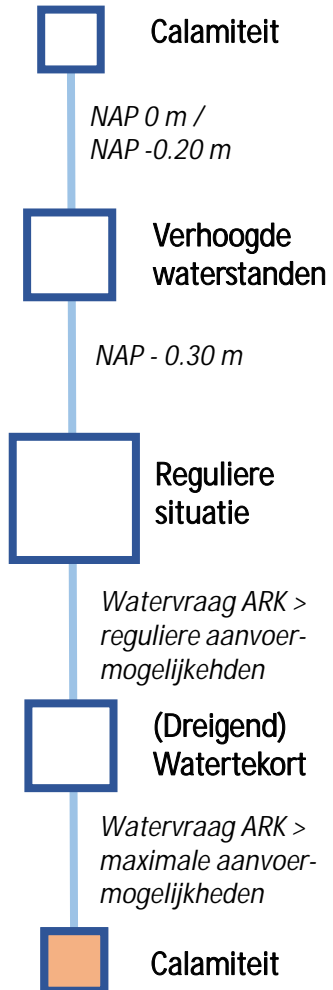 Calamiteit
NAP 0 m /
NAP -0.20 m
Verhoogde
waterstanden
NAP - 0.30 m
Reguliere
situatie
Watervraag ARK >
reguliere aanvoer-
mogelijkehden
(Dreigend)
Watertekort
Watervraag ARK >
maximale aanvoer-
mogelijkheden
Calamiteit